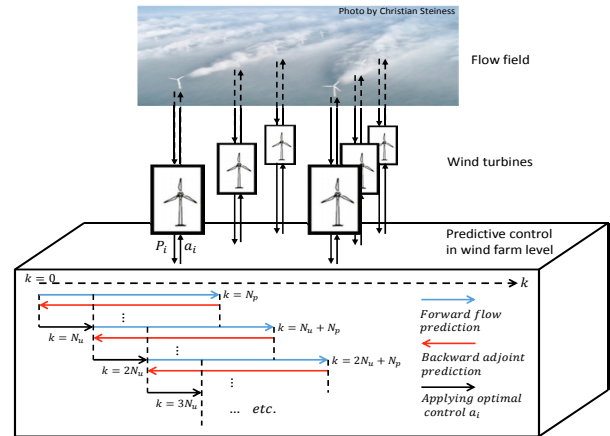 Photo by Christian Steiness
Flow field
Wind turbines
P_i a_i
Predictive control
in wind farm level
k = 0
k
k = N_p
⋮
k = N_u
k = N_u + N_p
⋮
k = 2N_u
k = 2N_u + N_p
⋮
k = 3N_u
... etc.
Forward flow
prediction
Backward adjoint
prediction
Applying optimal
control a_i